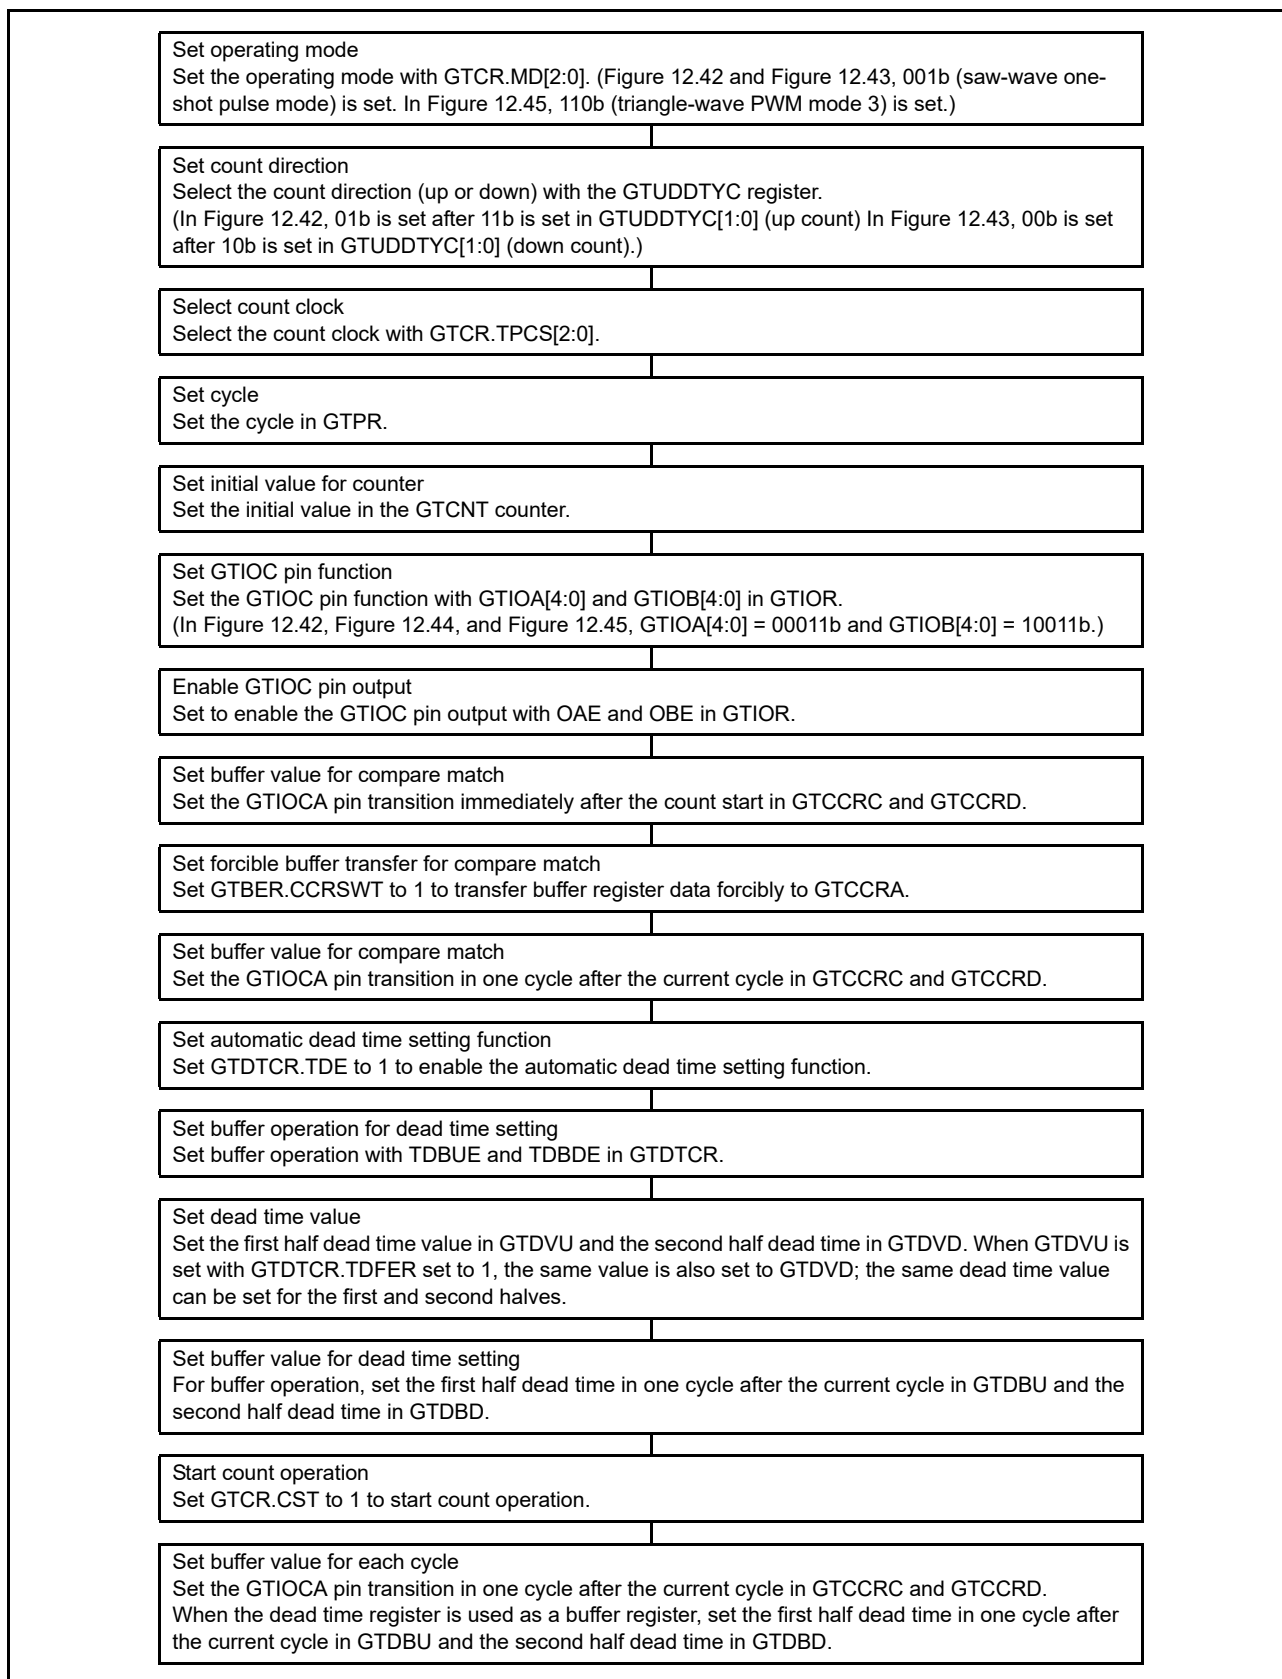 Set operating mode
Set the operating mode with GTCR.MD[2:0]. (Figure 12.42 and Figure 12.43, 001b (saw-wave one-
shot pulse mode) is set. In Figure 12.45, 110b (triangle-wave PWM mode 3) is set.)
Set count direction
Select the count direction (up or down) with the GTUDDTYC register.
(In Figure 12.42, 01b is set after 11b is set in GTUDDTYC[1:0] (up count) In Figure 12.43, 00b is set
after 10b is set in GTUDDTYC[1:0] (down count).)
Select count clock
Select the count clock with GTCR.TPCS[2:0].
Set cycle
Set the cycle in GTPR.
Set initial value for counter
Set the initial value in the GTCNT counter.
Set GTIOC pin function
Set the GTIOC pin function with GTIOA[4:0] and GTIOB[4:0] in GTIOR.
(In Figure 12.42, Figure 12.44, and Figure 12.45, GTIOA[4:0] = 00011b and GTIOB[4:0] = 10011b.)
Enable GTIOC pin output
Set to enable the GTIOC pin output with OAE and OBE in GTIOR.
Set buffer value for compare match
Set the GTIOCA pin transition immediately after the count start in GTCCRC and GTCCRD.
Set forcible buffer transfer for compare match
Set GTBER.CCRSWT to 1 to transfer buffer register data forcibly to GTCCRA.
Set buffer value for compare match
Set the GTIOCA pin transition in one cycle after the current cycle in GTCCRC and GTCCRD.
Set automatic dead time setting function
Set GTDTCR.TDE to 1 to enable the automatic dead time setting function.
Set buffer operation for dead time setting
Set buffer operation with TDBUE and TDBDE in GTDTCR.
Set dead time value
Set the first half dead time value in GTDVU and the second half dead time in GTDVD. When GTDVU is
set with GTDTCR.TDFER set to 1, the same value is also set to GTDVD; the same dead time value
can be set for the first and second halves.
Set buffer value for dead time setting
For buffer operation, set the first half dead time in one cycle after the current cycle in GTDBU and the
second half dead time in GTDBD.
Start count operation
Set GTCR.CST to 1 to start count operation.
Set buffer value for each cycle
Set the GTIOCA pin transition in one cycle after the current cycle in GTCCRC and GTCCRD.
When the dead time register is used as a buffer register, set the first half dead time in one cycle after
the current cycle in GTDBU and the second half dead time in GTDBD.